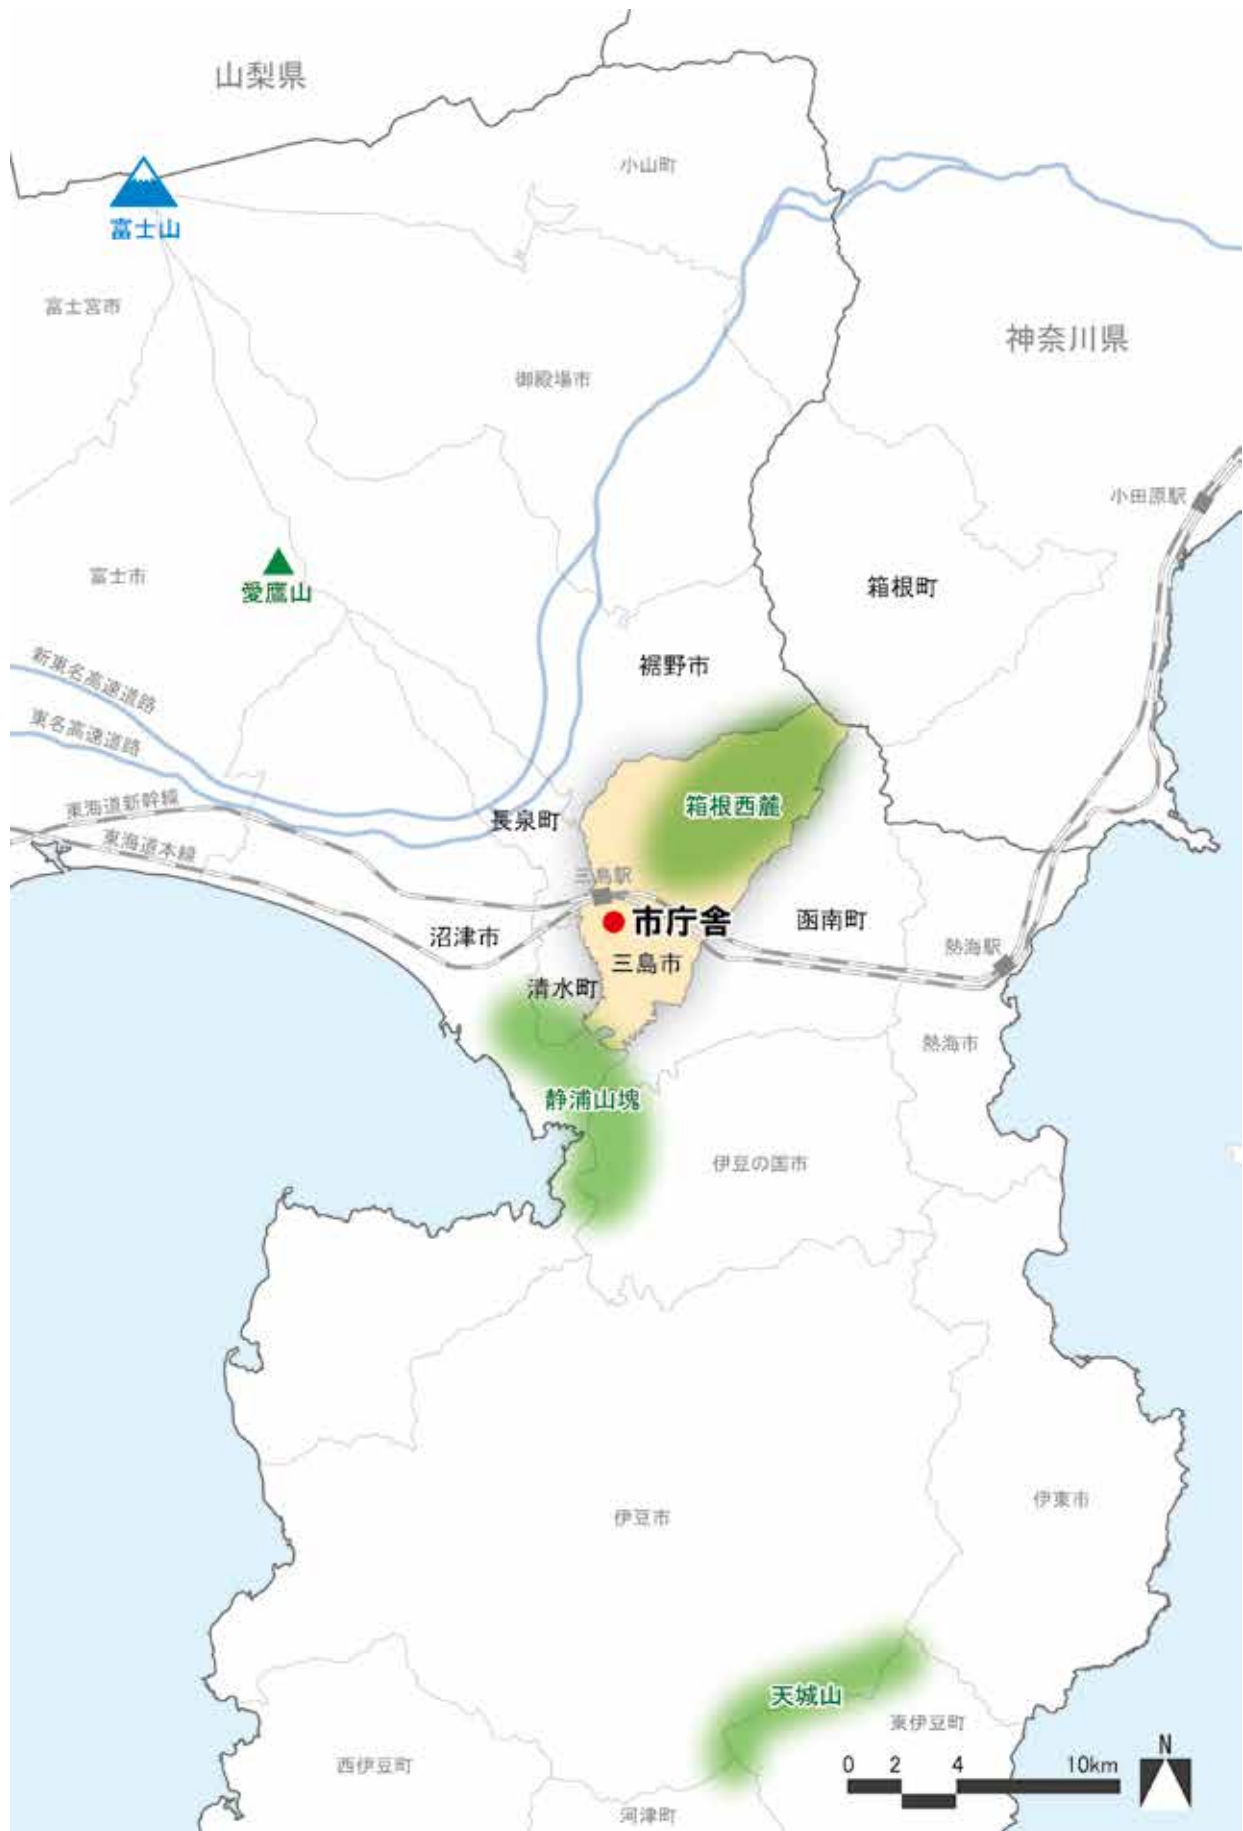 山梨県
小山町
富士山
富士宮市
神奈川県
御殿場市
小田原駅
富士市
愛鷹山
箱根町
新東名高速道路
裾野市
東名高速道路
東海道新幹線
箱根西麓
長泉町
東海道本線
三島駅
市庁舎
函南町
沼津市
熱海駅
三島市
清水町
熱海市
静浦山塊
伊豆の国市
伊東市
伊豆市
天城山
東伊豆町
西伊豆町
河津町
N
0 2 4 10km